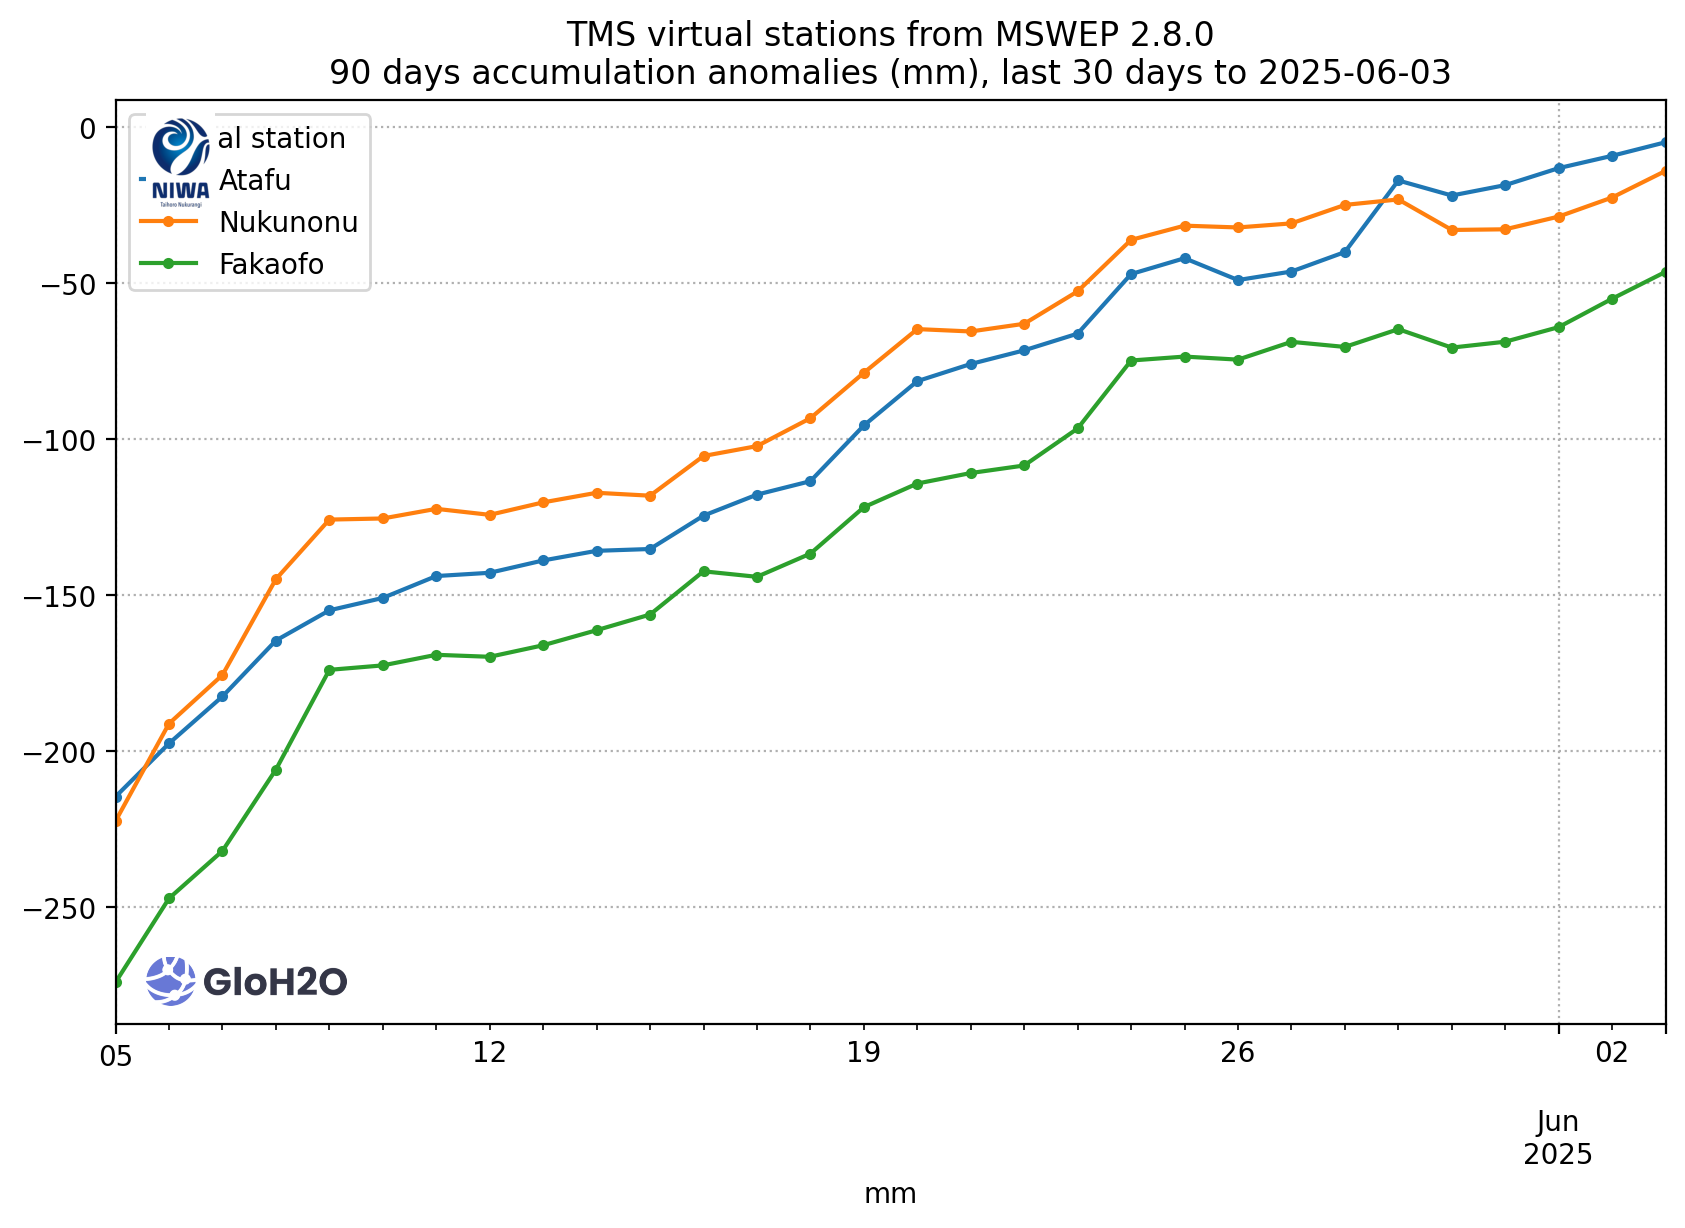 TMS virtual stations from MSWEP 2.8.0
90 days accumulation anomalies (mm), last 30 days to 2025-06-03
al station
Atafu
Nukunonu
Fakaofo
NIWA
Taihoro Nukurangi
0
−50
−100
−150
−200
−250
GloH2O
05
12
19
26
02
Jun
2025
mm